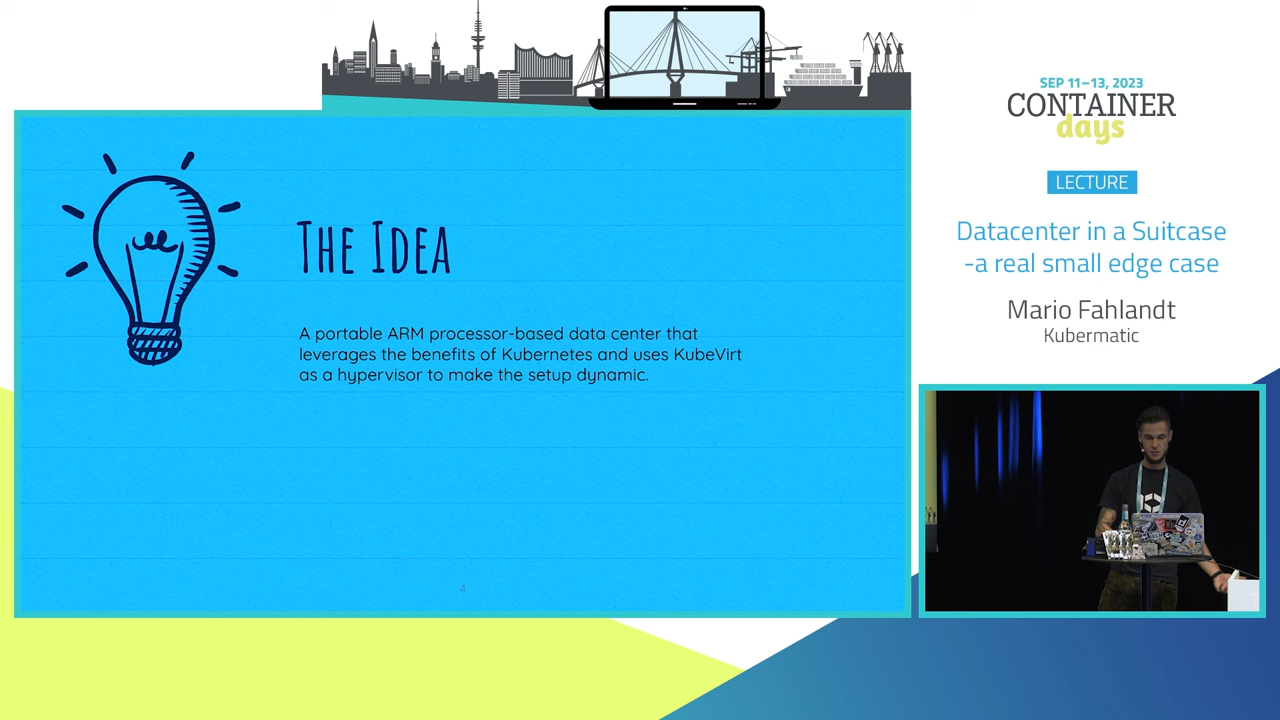 The Idea
A portable ARM processor-based data center that
leverages the benefits of Kubernetes and uses KubeVirt
as a hypervisor to make the setup dynamic.
4
SEP 11–13, 2023
CONTAINER
days
LECTURE
Datacenter in a Suitcase
-a real small edge case
Mario Fahlandt
Kubermatic